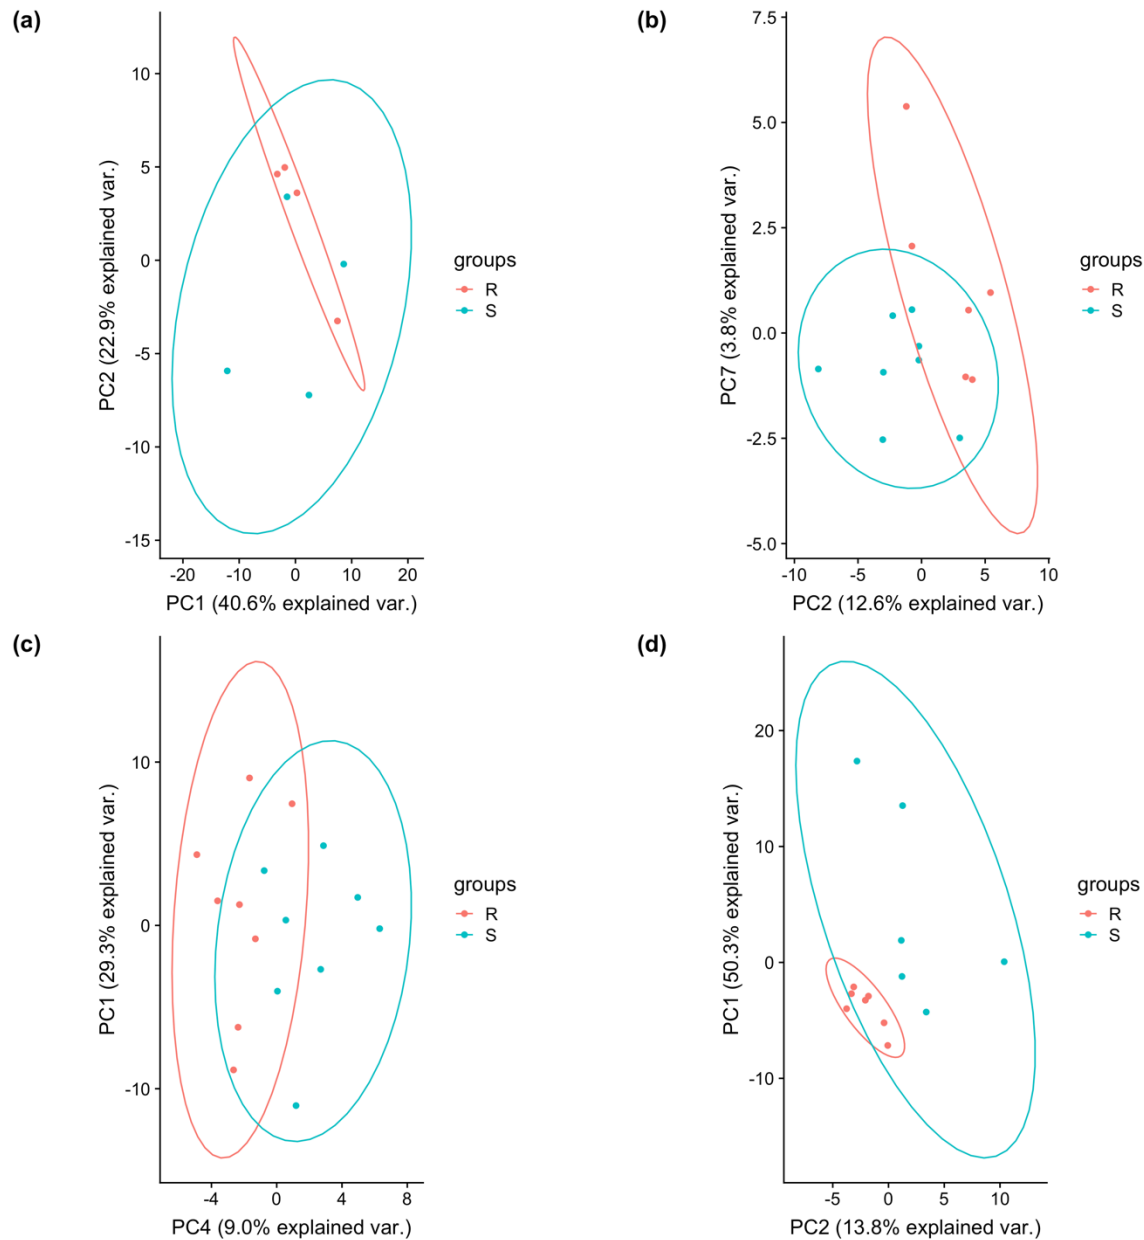 (a)
10
5
0
-5
-10
-15
PC2 (22.9% explained var.)
-20
-10
0
10
20
PC1 (40.6% explained var.)
groups
R
S
(b)
7.5
5.0
2.5
0.0
-2.5
-5.0
PC7 (3.8% explained var.)
-10
-5
0
5
10
PC2 (12.6% explained var.)
groups
R
S
(c)
10
0
-10
PC1 (29.3% explained var.)
-4
0
4
8
PC4 (9.0% explained var.)
groups
R
S
(d)
20
10
0
-10
PC1 (50.3% explained var.)
-5
0
5
10
PC2 (13.8% explained var.)
groups
R
S